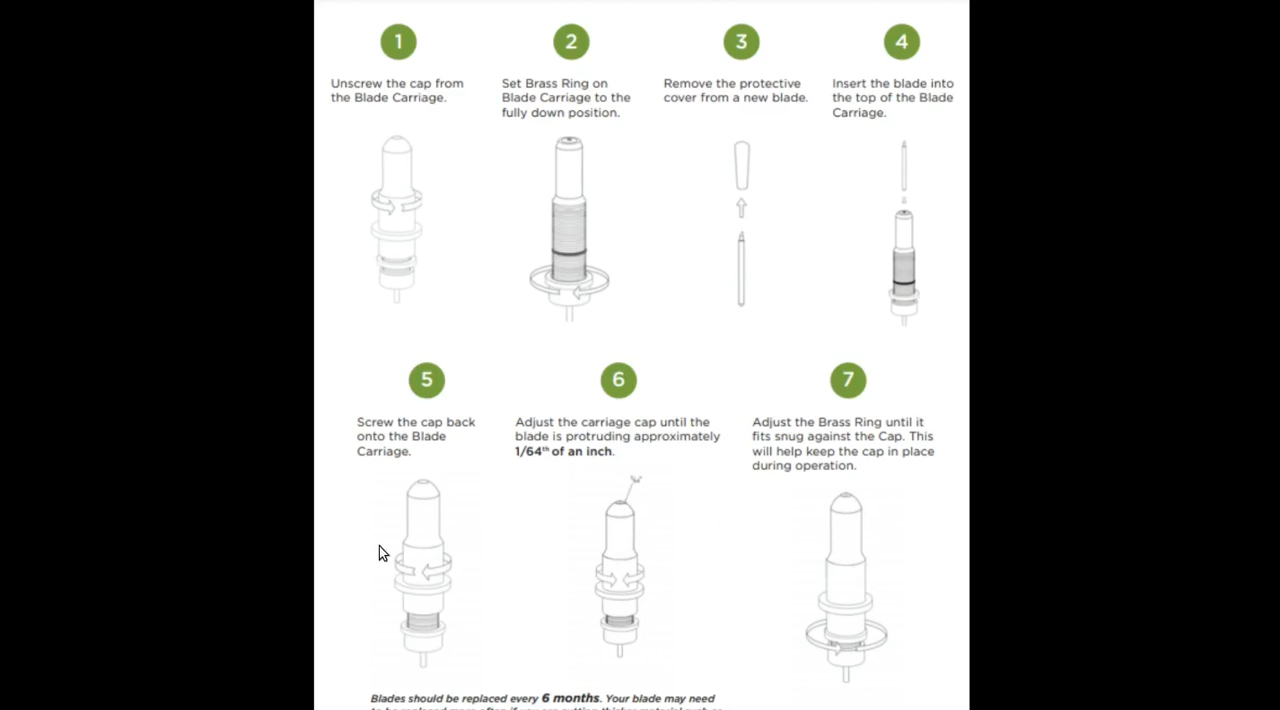 1
Unscrew the cap from
the Blade Carriage.
2
Set Brass Ring on
Blade Carriage to the
fully down position.
3
Remove the protective
cover from a new blade.
4
Insert the blade into
the top of the Blade
Carriage.
5
Screw the cap back
onto the Blade
Carriage.
6
Adjust the carriage cap until the
blade is protruding approximately
1/64th of an inch.
7
Adjust the Brass Ring until it
fits snug against the Cap. This
will help keep the cap in place
during operation.
Blades should be replaced every 6 months. Your blade may need